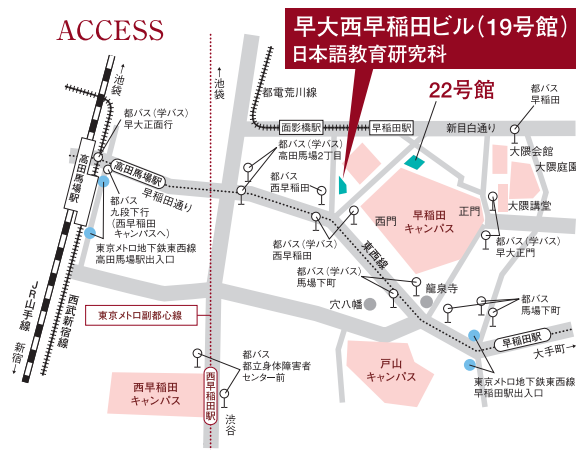 ACCESS
早大西早稲田ビル（19号館）
日本語教育研究科
22号館
←池袋
←池袋
都電荒川線
面影橋駅
早稲田駅
新目白通り
都バス
早稲田
大隈会館
大隈庭園
大隈講堂
都バス（学バス）
早大正面行
高田馬場駅
高田馬場駅
早稲田通り
都バス（学バス）
高田馬場2丁目
都バス
西早稲田
都バス
九段下行
（西早稲田
キャンパスへ）
東京メトロ地下鉄東西線
高田馬場駅出入口
西門
早稲田
キャンパス
正門
都バス（学バス）
早大正門
都バス（学バス）
西早稲田
東西線
都バス（学バス）
馬場下町
穴八幡
龍泉寺
都バス
馬場下町
JR山手線
西武新宿線
新宿→
東京メトロ副都心線
早稲田駅
大手町→
都バス
都立身体障害者
センター前
西早稲田
キャンパス
西早稲田駅
渋谷
戸山
キャンパス
東京メトロ地下鉄東西線
早稲田駅出入口